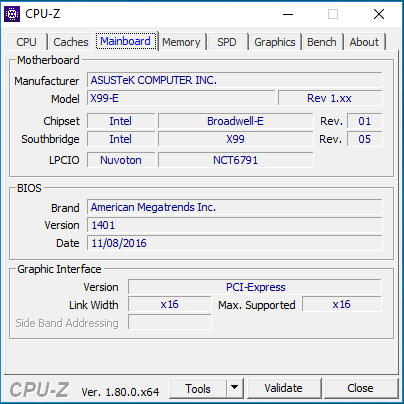 CPU-Z
CPU Caches Mainboard Memory SPD Graphics Bench About
Motherboard
Manufacturer ASUSTeK COMPUTER INC.
Model X99-E Rev 1.xx
Chipset Intel Broadwell-E Rev. 01
Southbridge Intel X99 Rev. 05
LPCIO Nuvoton NCT6791
BIOS
Brand American Megatrends Inc.
Version 1401
Date 11/08/2016
Graphic Interface
Version PCI-Express
Link Width x16 Max. Supported x16
Side Band Addressing
CPU-Z Ver. 1.80.0.x64 Tools Validate Close